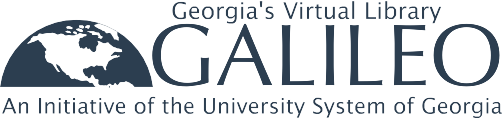 Georgia's Virtual Library
GALILEO
An Initiative of the University System of Georgia